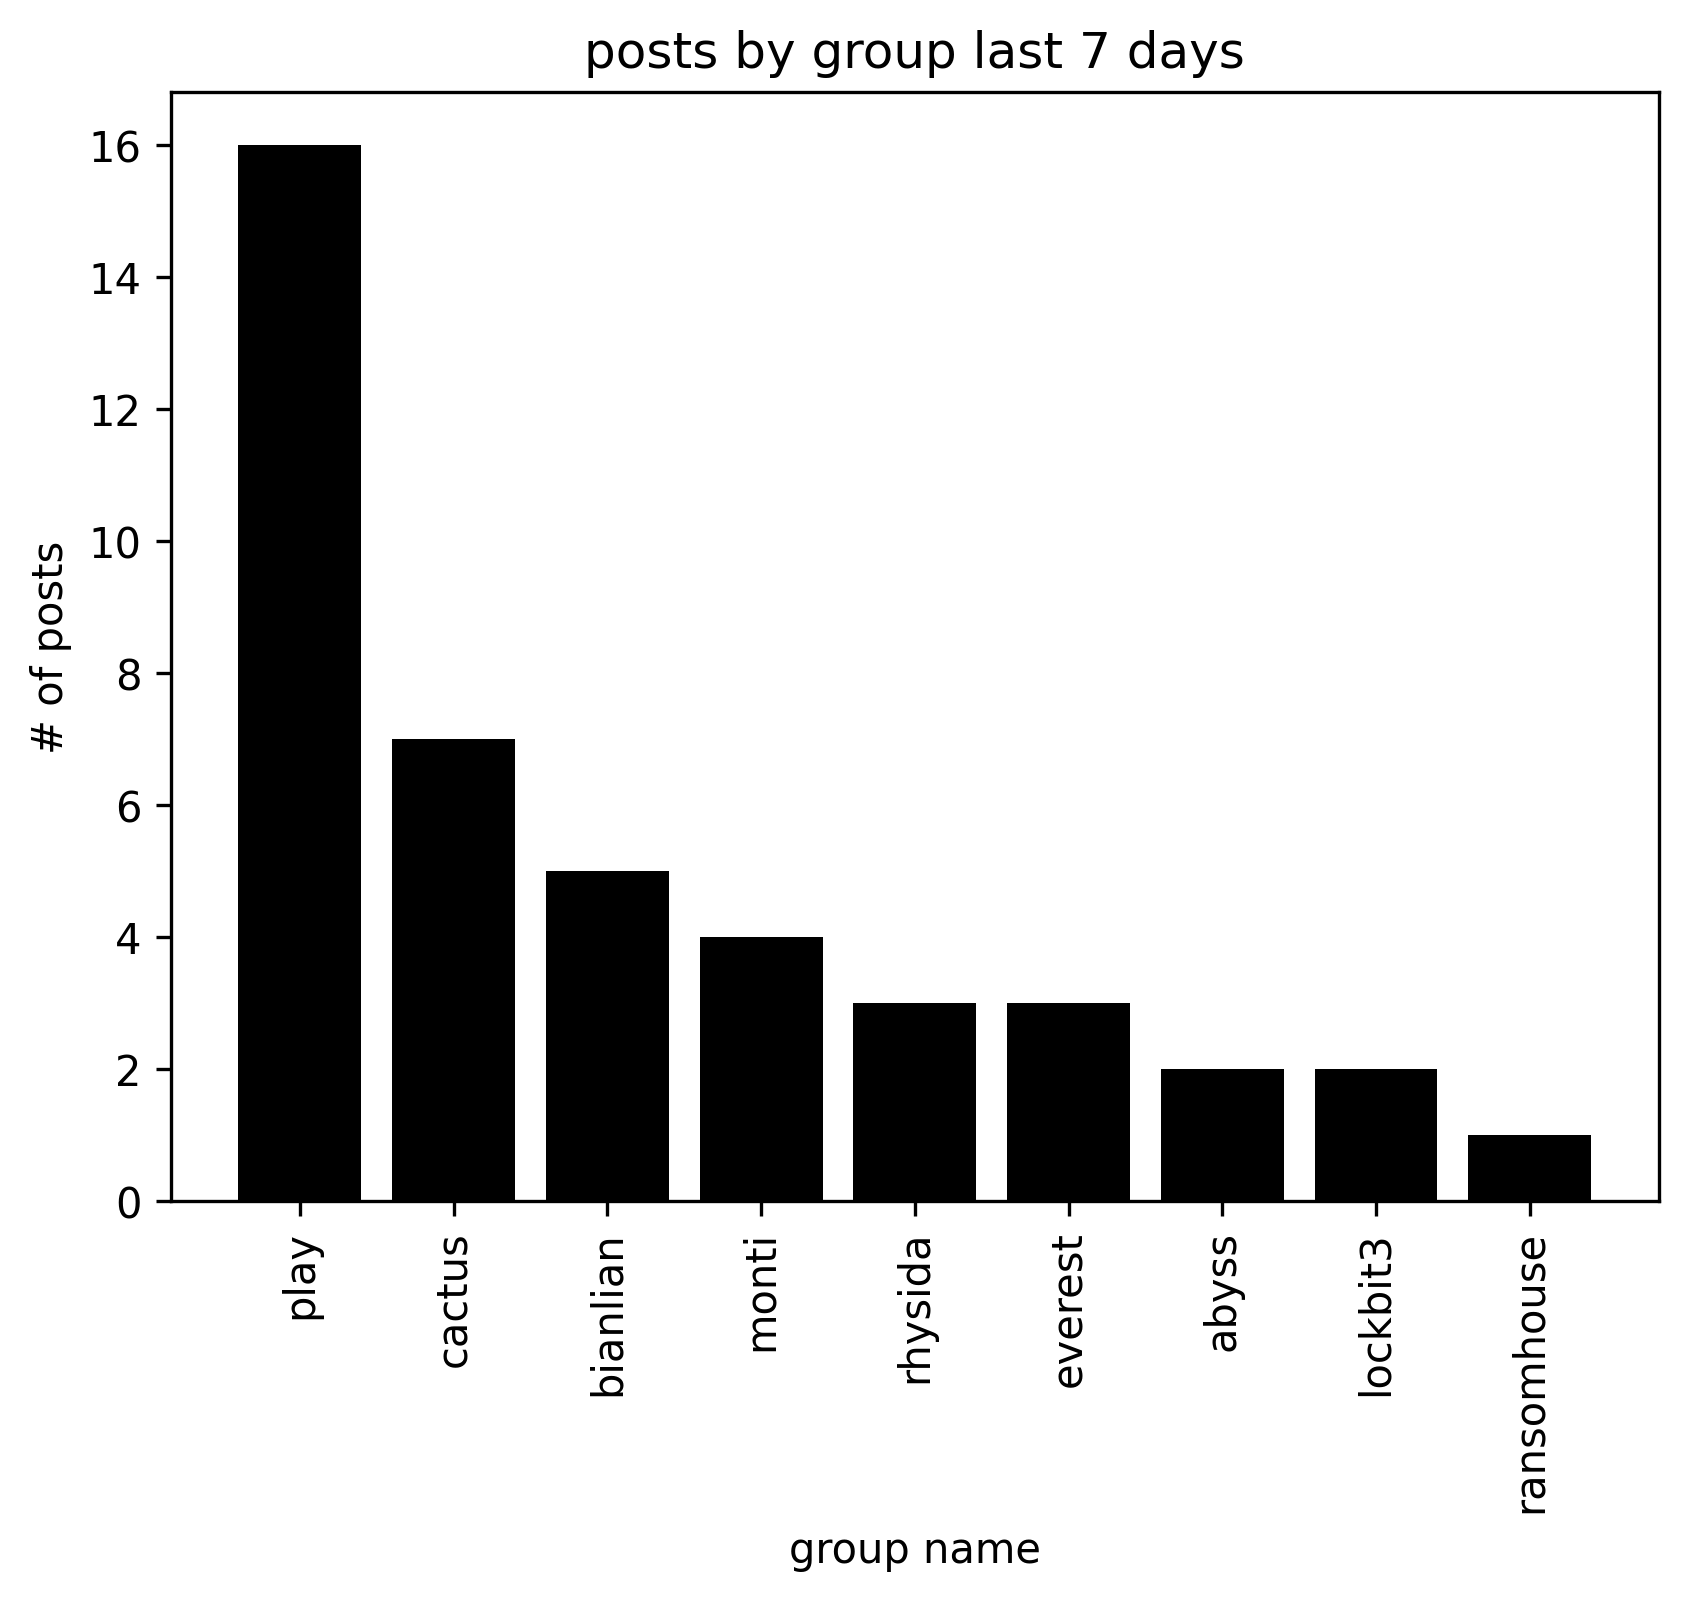 posts by group last 7 days
16
14
12
10
8
6
4
2
0
# of posts
play
cactus
bianlian
monti
rhysida
everest
abyss
lockbit3
ransomhouse
group name